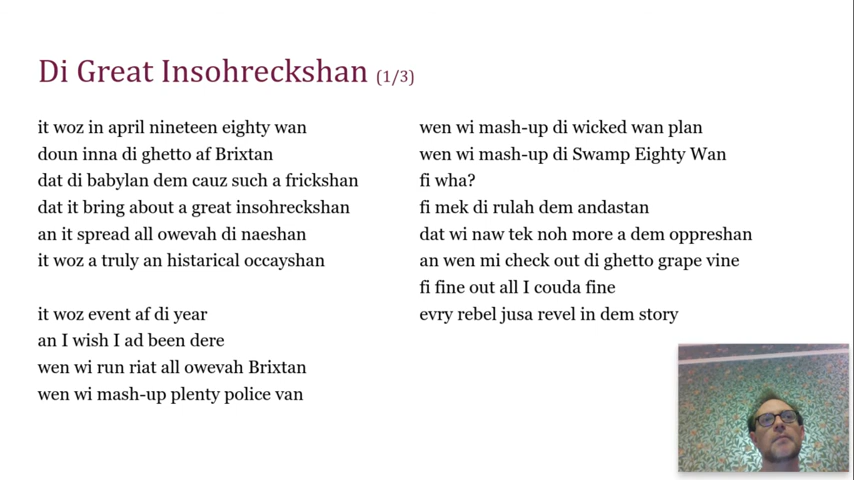 Di Great Insohreckshan (1/3)
it woz in april nineteen eighty wan
doun inna di ghetto af Brixtan
dat di babylan dem cauz such a frickshan
dat it bring about a great insohreckshan
an it spread all owevah di naeshan
it woz a truly an histarical occayshan
it woz event af di year
an I wish I ad been dere
wen wi run riat all owevah Brixtan
wen wi mash-up plenty police van
wen wi mash-up di wicked wan plan
wen wi mash-up di Swamp Eighty Wan
fi wha?
fi mek di rulah dem andastan
dat wi naw tek noh more a dem oppreshan
an wen mi check out di ghetto grape vine
fi fine out all I couda fine
evry rebel jusa revel in dem story